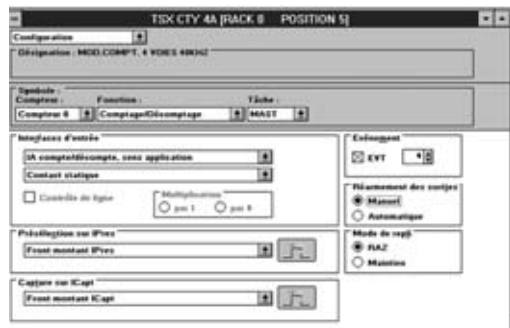 TSX CTY 4A [RACK 0 POSITION 5]
Configuration
Désignation : MOD.COMPT. 4 VOIES 40KHZ
Symbole :
Compteur : Fonction : Tâche :
Compteur 0 Comptage/Décomptage MAST
Interfaces d'entrée
IA compte/décompte, sens application
Contact statique
Contrôle de ligne
Multiplication
par 1 par 4
Evénement
EVT 4
Réarmement des sorties
Manuel
Automatique
Présélection sur IPres
Front montant IPres
Mode de repli
RAZ
Maintien
Capture sur ICapt
Front montant ICapt